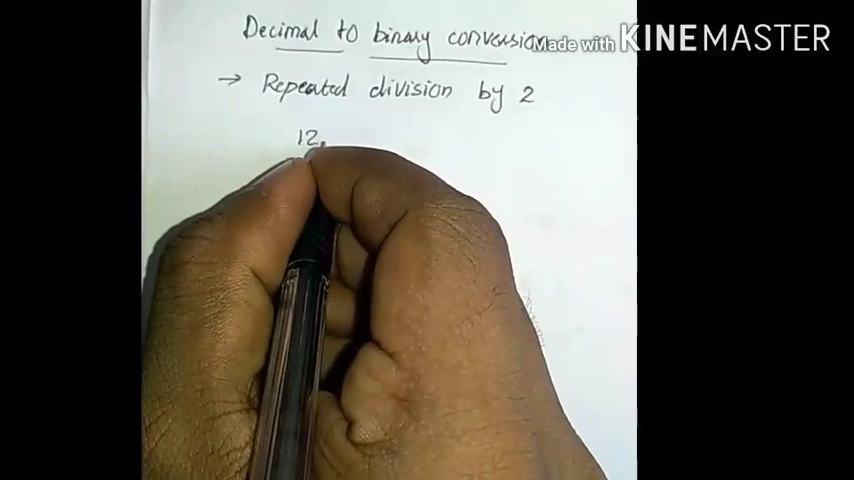 Decimal to binary conversion
Made with KINEMASTER
→ Repeated division by 2
12